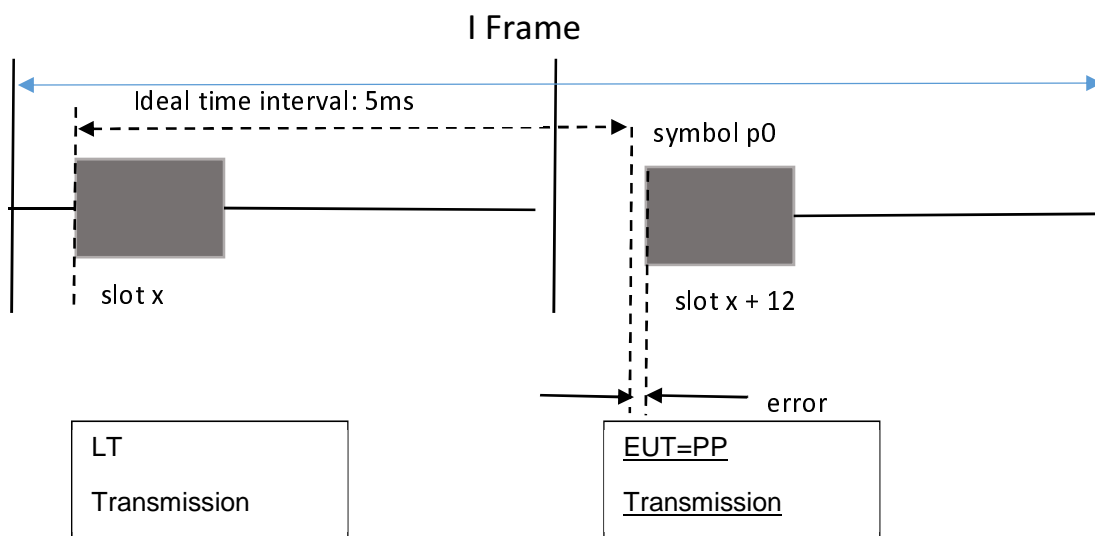 I Frame
Ideal time interval: 5ms
symbol p0
slot x
slot x + 12
error
LT
Transmission
EUT=PP
Transmission